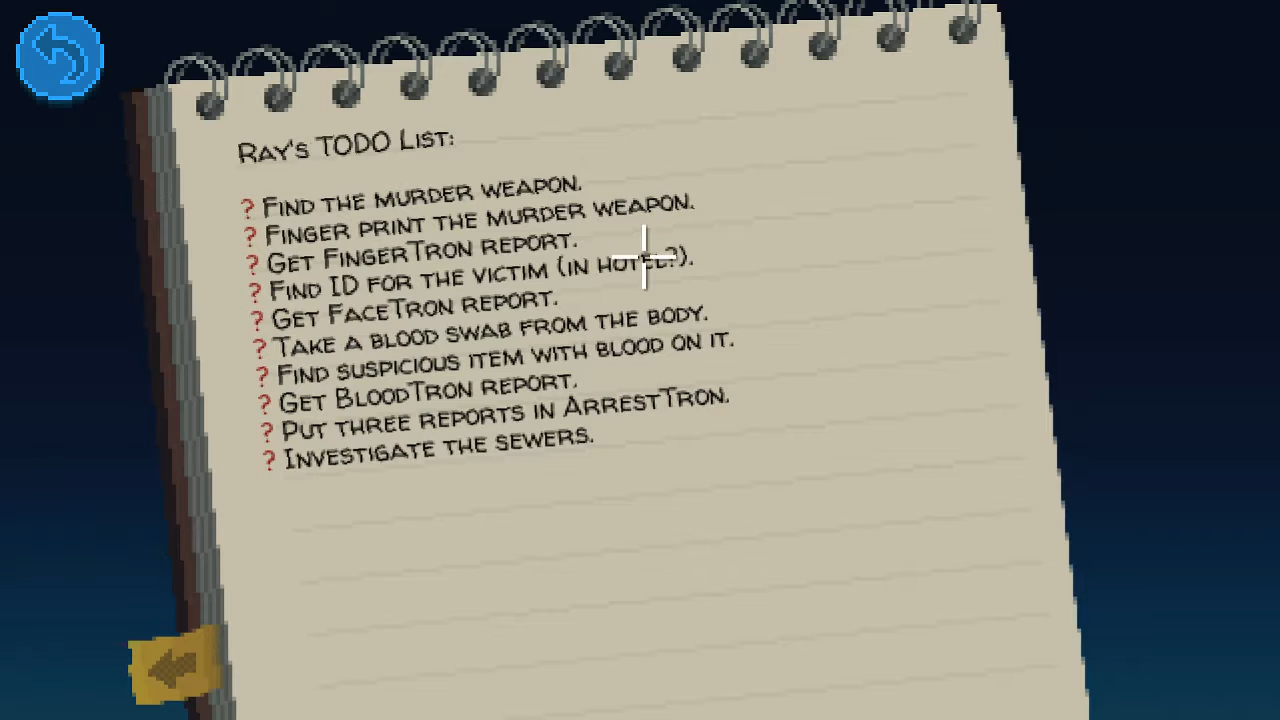 Ray's TODO List:
? Find the murder weapon.
? Finger print the murder weapon.
? Get FingerTron report.
? Find ID for the victim (in hotel?).
? Get FaceTron report.
? Take a blood swab from the body.
? Find suspicious item with blood on it.
? Get BloodTron report.
? Put three reports in ArrestTron.
? Investigate the sewers.